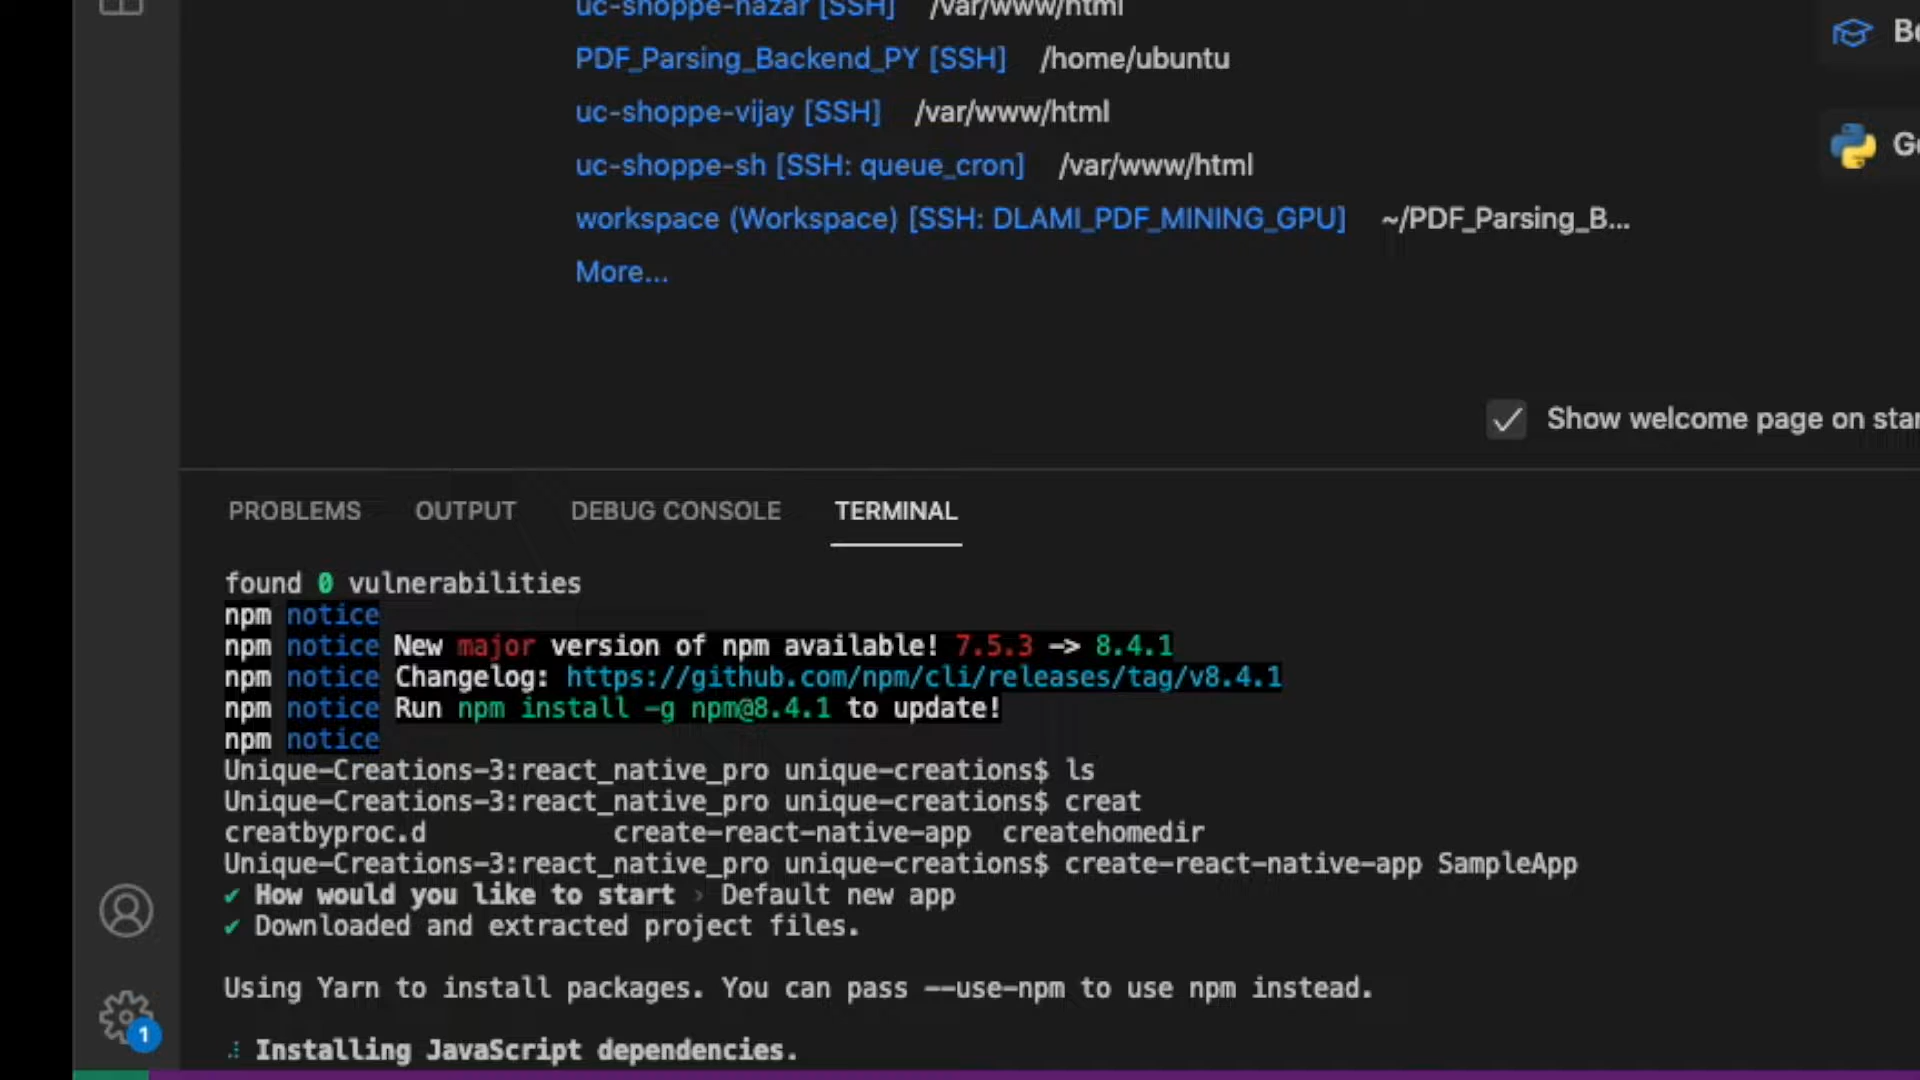 uc-shoppe-nazar [SSH] /var/www/html
PDF_Parsing_Backend_PY [SSH] /home/ubuntu
uc-shoppe-vijay [SSH] /var/www/html
uc-shoppe-sh [SSH: queue_cron] /var/www/html
workspace (Workspace) [SSH: DLAMI_PDF_MINING_GPU] ~/PDF_Parsing_B...
More...
Show welcome page on
PROBLEMS OUTPUT DEBUG CONSOLE TERMINAL
found 0 vulnerabilities
npm notice
npm notice New major version of npm available! 7.5.3 -> 8.4.1
npm notice Changelog: https://github.com/npm/cli/releases/tag/v8.4.1
npm notice Run npm install -g npm@8.4.1 to update!
npm notice
Unique-Creations-3:react_native_pro unique-creations$ ls
Unique-Creations-3:react_native_pro unique-creations$ creat
creatbyproc.d create-react-native-app createhomedir
Unique-Creations-3:react_native_pro unique-creations$ create-react-native-app SampleApp
✔ How would you like to start › Default new app
✔ Downloaded and extracted project files.
Using Yarn to install packages. You can pass --use-npm to use npm instead.
Installing JavaScript dependencies.
1